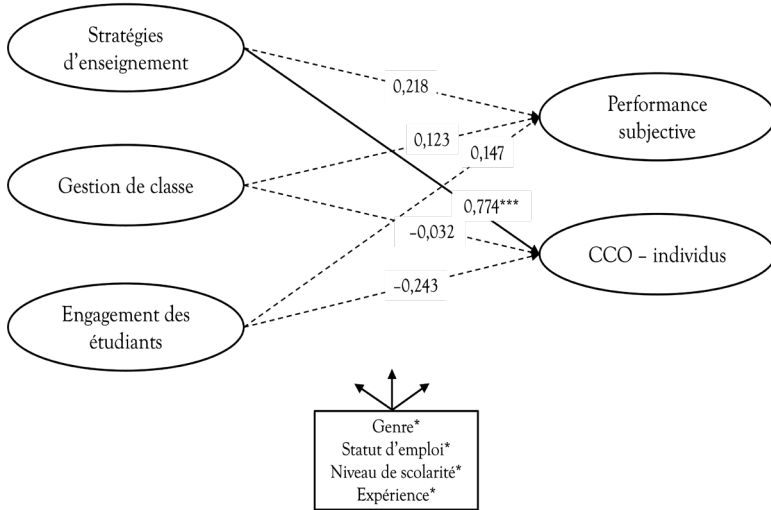 Stratégies
d’enseignement
0,218
Performance
subjective
0,123
0,147
Gestion de classe
0,774***
–0,032
CCO – individus
–0,243
Engagement des
étudiants
Genre*
Statut d’emploi*
Niveau de scolarité*
Expérience*